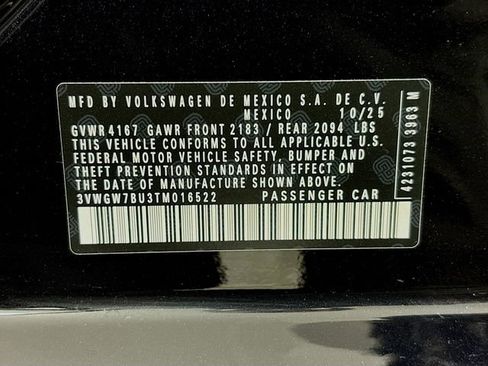 MFD BY VOLKSWAGEN DE MEXICO S.A. DE C.V.
MEXICO 10/25
GVWR 4167 GAWR FRONT 2183 / REAR 2094 LBS
THIS VEHICLE CONFORMS TO ALL APPLICABLE U.S.
FEDERAL MOTOR VEHICLE SAFETY, BUMPER, AND
THEFT PREVENTION STANDARDS IN EFFECT
ON THE DATE OF MANUFACTURE SHOWN ABOVE
3VWGW7BU3TM016522 PASSENGER CAR
4231073 3963 M